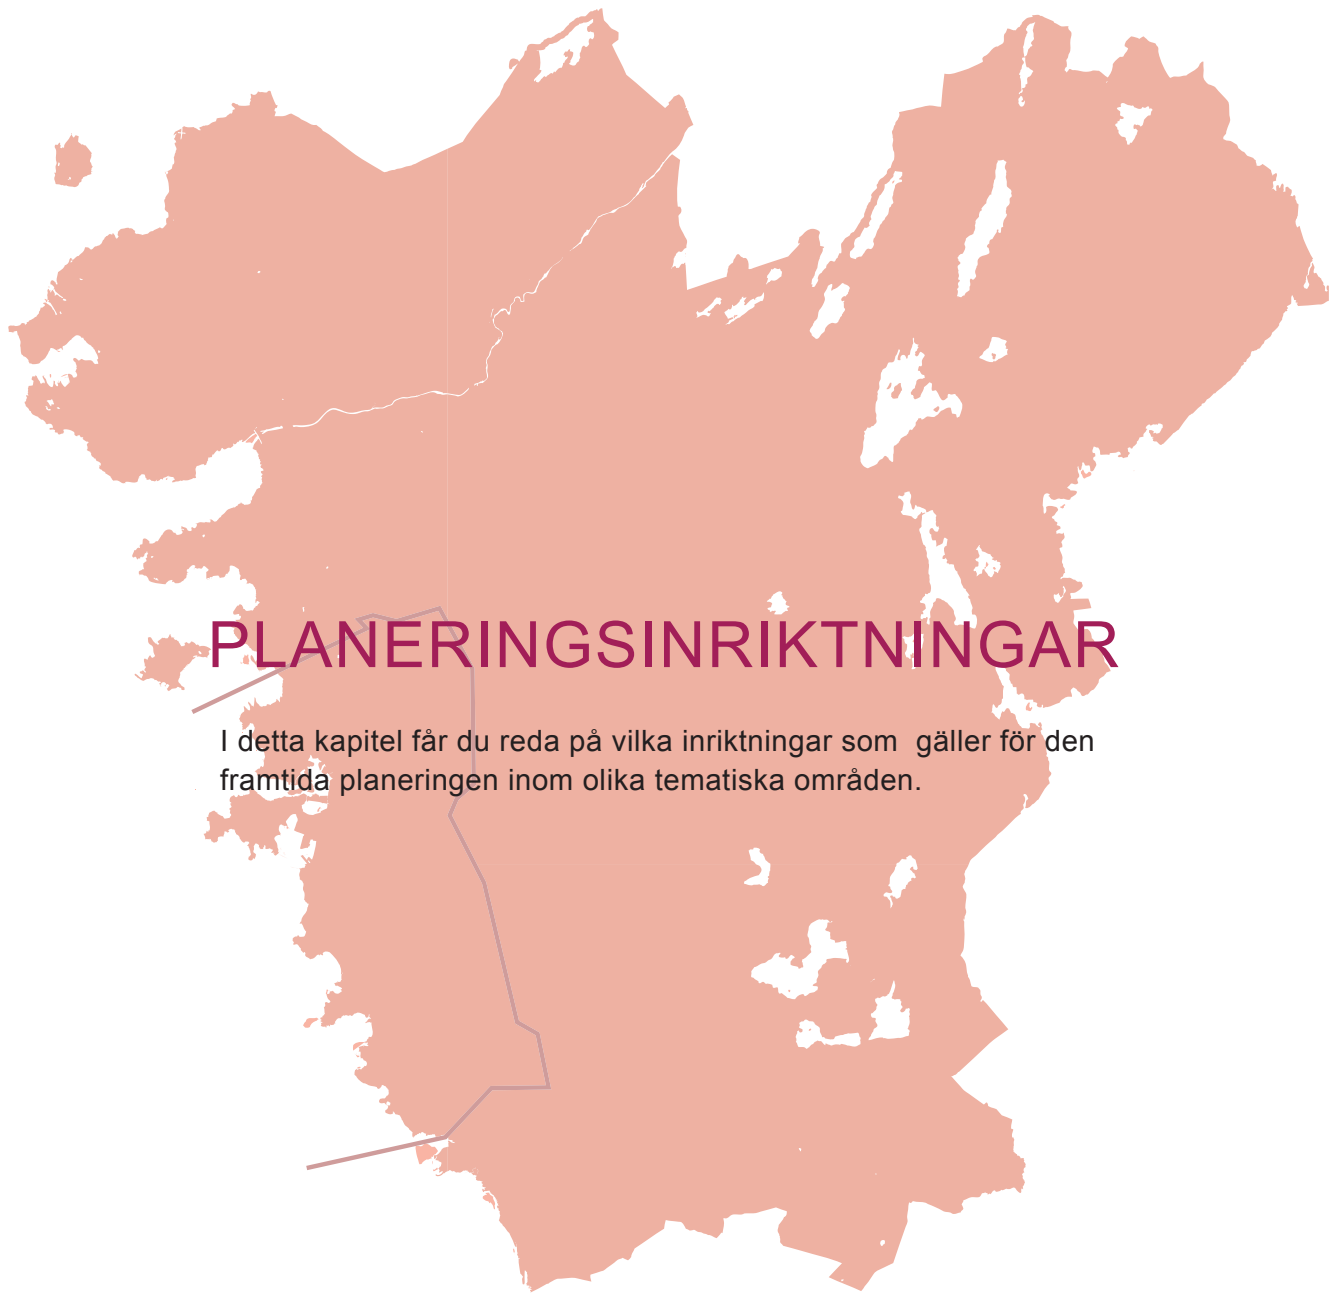 PLANERINGSINRIKTNINGAR
I detta kapitel får du reda på vilka inriktningar som  gäller för den
framtida planeringen inom olika tematiska områden.